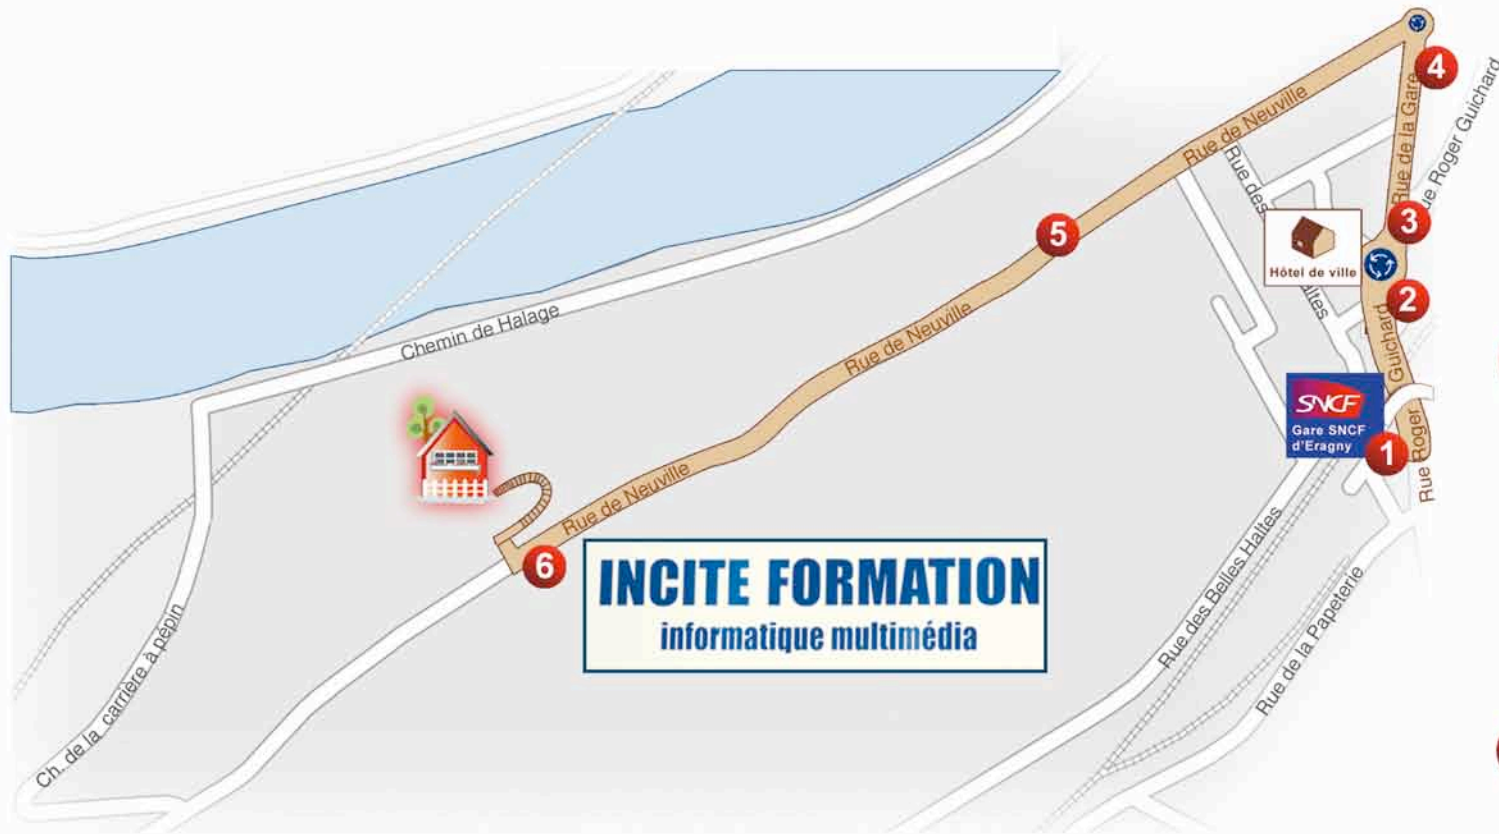 4
Rue de Neuville
Rue de la Gare
ue Roger Guichard
Rue des
3
5
Hôtel de ville
2
ltes
Chemin de Halage
Rue de Neuville
Guichard
SNCF
Gare SNCF
d'Eragny
1
Rue Roger
Rue de Neuville
6
INCITE FORMATION
informatique multimédia
Rue des Belles Haltes
Rue de la Papeterie
Ch. de la carrière à pépin